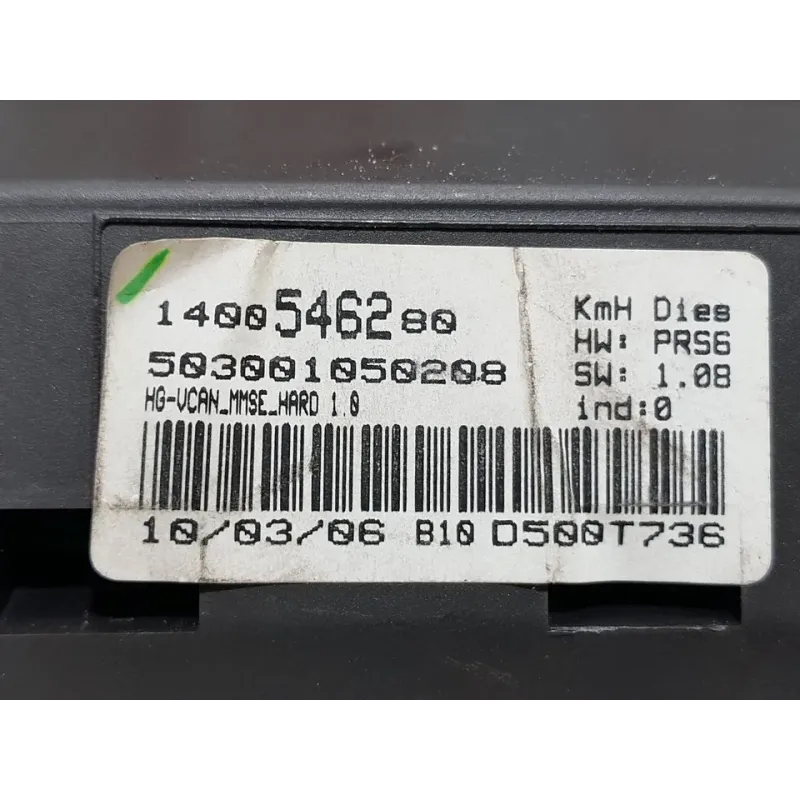 14005546280
503001050208
HG-VCAN_MMSE_HARD 1.0
KmH Dies
HW: PRS6
SW: 1.08
ind:0
10/03/06 B10 D500T736